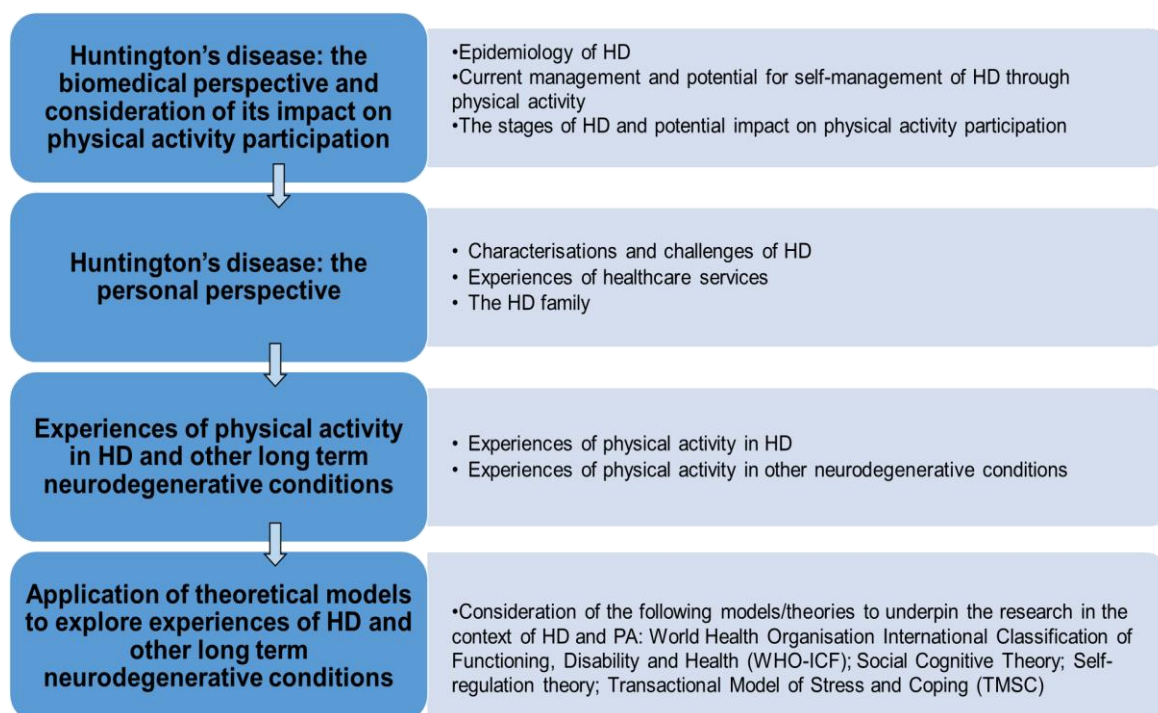 Huntington’s disease: the
biomedical perspective and
consideration of its impact on
physical activity participation
•Epidemiology of HD
•Current management and potential for self-management of HD through
physical activity
•The stages of HD and potential impact on physical activity participation
Huntington’s disease: the
personal perspective
• Characterisations and challenges of HD
• Experiences of healthcare services
• The HD family
Experiences of physical activity
in HD and other long term
neurodegenerative conditions
• Experiences of physical activity in HD
• Experiences of physical activity in other neurodegenerative conditions
Application of theoretical models
to explore experiences of HD and
other long term
neurodegenerative conditions
•Consideration of the following models/theories to underpin the research in the
context of HD and PA: World Health Organisation International Classification of
Functioning, Disability and Health (WHO-ICF); Social Cognitive Theory; Self-
regulation theory; Transactional Model of Stress and Coping (TMSC)